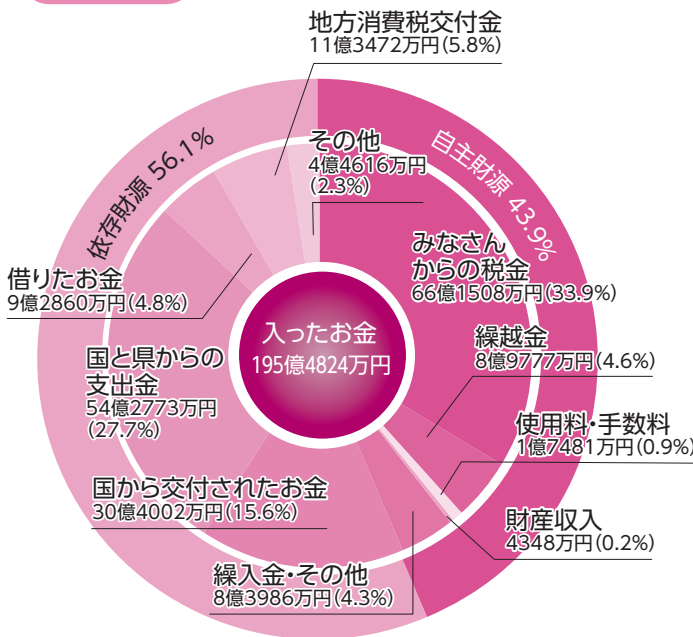 地方消費税交付金
11億3472万円(5.8%)
その他
4億4616万円
(2.3%)
依存財源 56.1%
自主財源 43.9%
みなさん
からの税金
66億1508万円(33.9%)
借りたお金
9億2860万円(4.8%)
入ったお金
195億4824万円
繰越金
8億9777万円(4.6%)
国と県からの
支出金
54億2773万円
(27.7%)
使用料・手数料
1億7481万円(0.9%)
国から交付されたお金
30億4002万円(15.6%)
財産収入
4348万円(0.2%)
繰入金・その他
8億3986万円(4.3%)